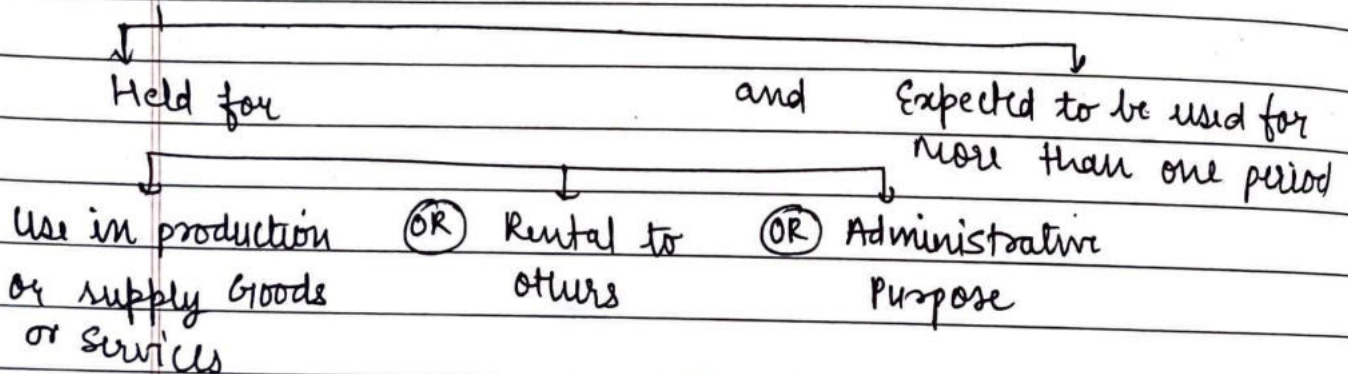 Held for and Expected to be used for
more than one period
Use in production OR Rental to OR Administrative
or supply Goods others Purpose
or Services